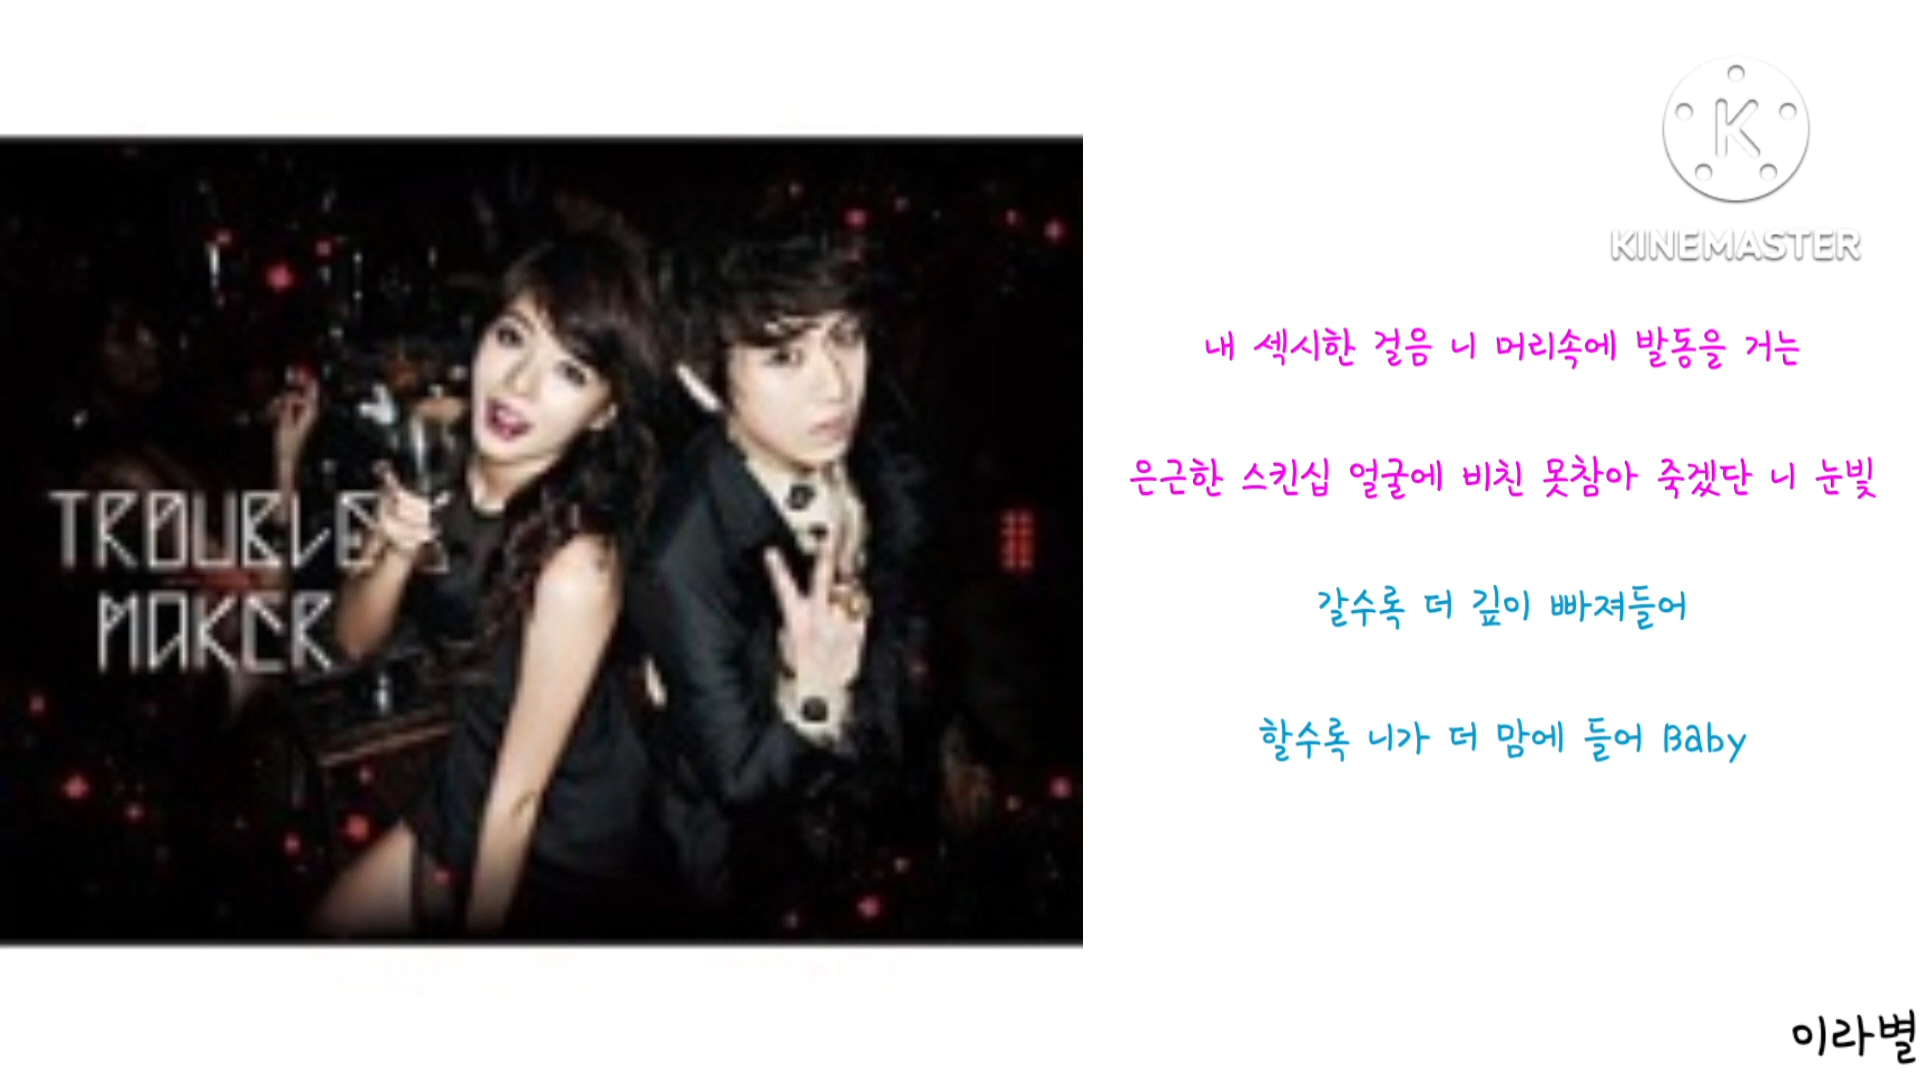 TROUBLE
MAKER
K
KINEMASTER
내 섹시한 걸음 니 머리속에 발동을 거는
은근한 스킨십 얼굴에 비친 못참아 죽겠단 니 눈빛
갈수록 더 깊이 빠져들어
할수록 니가 더 맘에 들어 Baby
이라별